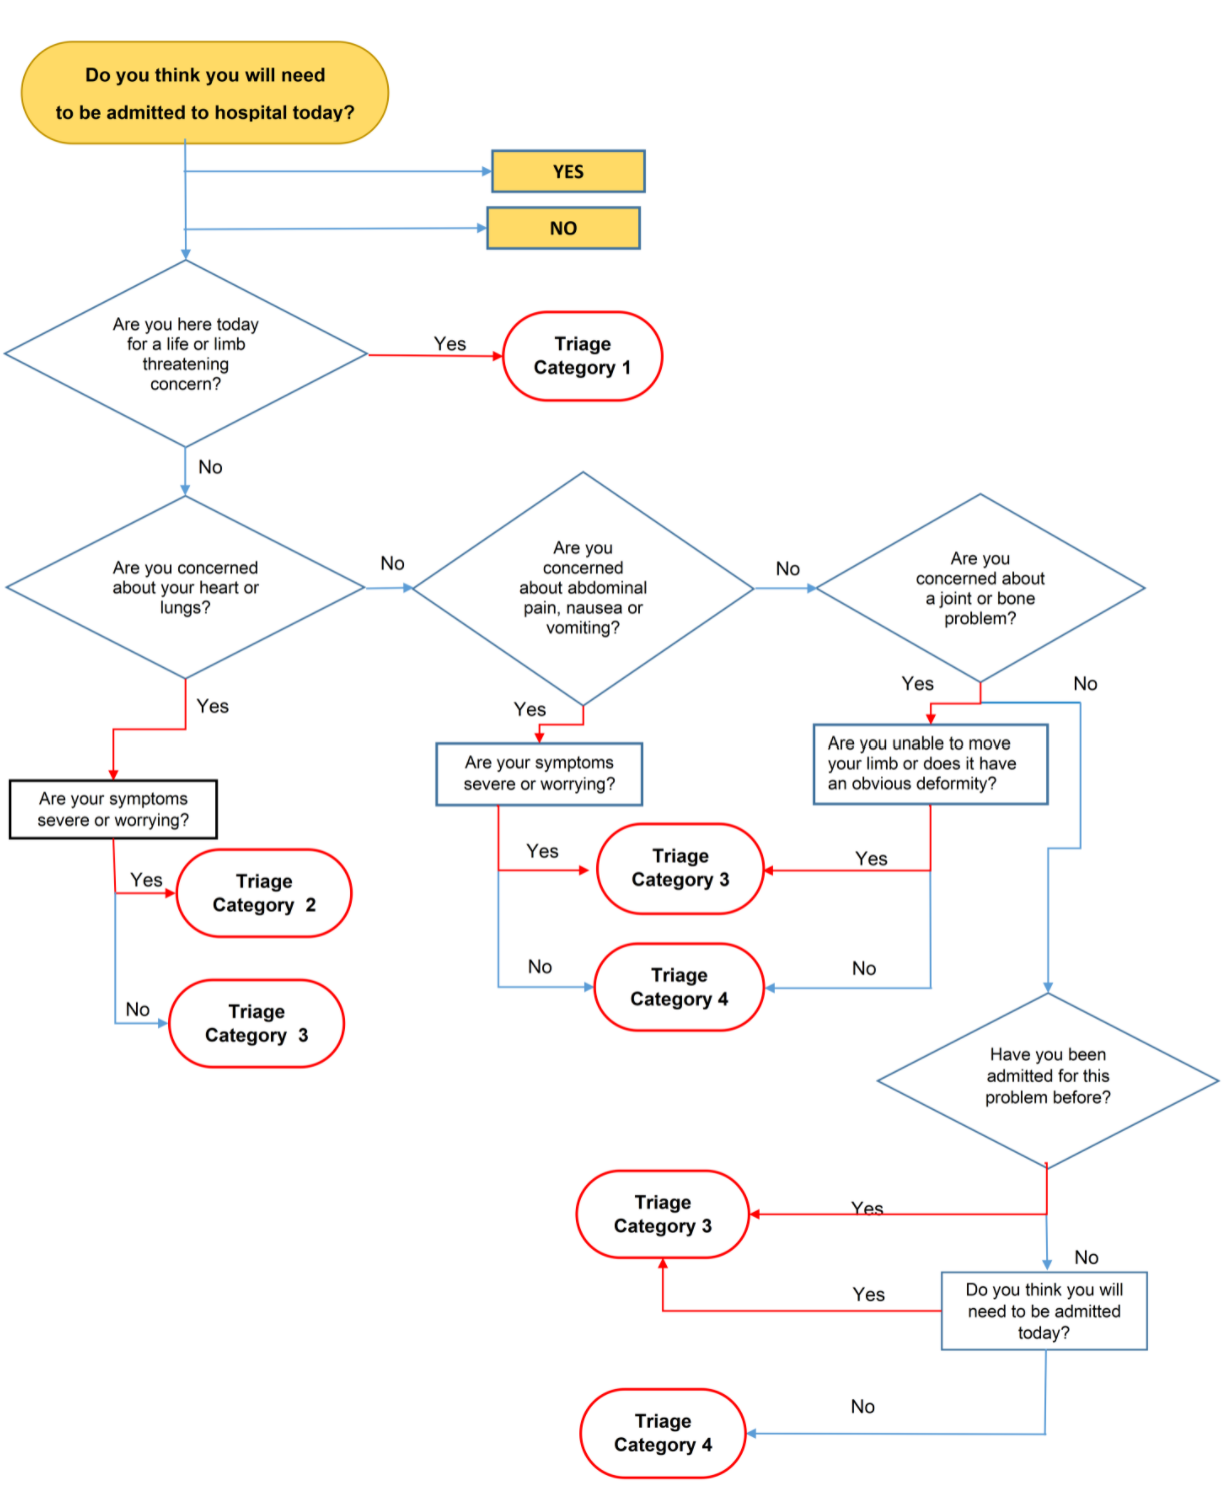 Do you think you will need
to be admitted to hospital today?
YES
NO
Are you here today
for a life or limb
threatening
concern?
Yes
Triage
Category 1
No
Are you concerned
about your heart or
lungs?
No
Are you
concerned
about abdominal
pain, nausea or
vomiting?
No
Are you
concerned about
a joint or bone
problem?
Yes
Yes
Yes
No
Are your symptoms
severe or worrying?
Are your symptoms
severe or worrying?
Are you unable to move
your limb or does it have
an obvious deformity?
Yes
Triage
Category 2
No
Triage
Category 3
Yes
Triage
Category 3
Yes
No
Triage
Category 4
No
Have you been
admitted for this
problem before?
Triage
Category 3
Yes
No
Yes
Do you think you will
need to be admitted
today?
No
Triage
Category 4